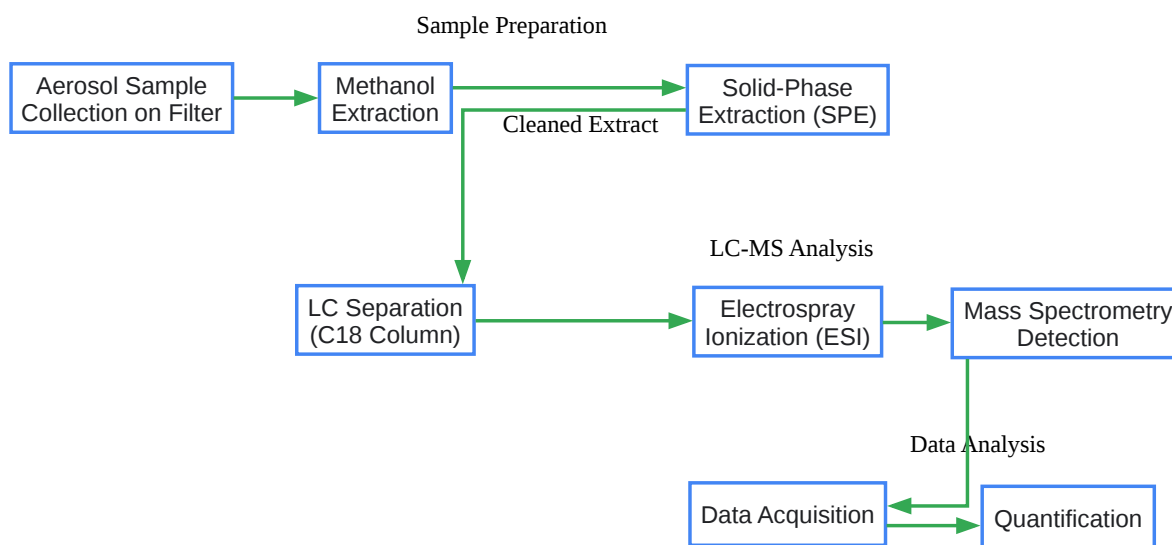 Sample Preparation
Aerosol Sample
Collection on Filter
Methanol
Extraction
Solid-Phase
Extraction (SPE)
Cleaned Extract
LC-MS Analysis
LC Separation
(C18 Column)
Electrospray
Ionization (ESI)
Mass Spectrometry
Detection
Data Analysis
Data Acquisition
Quantification